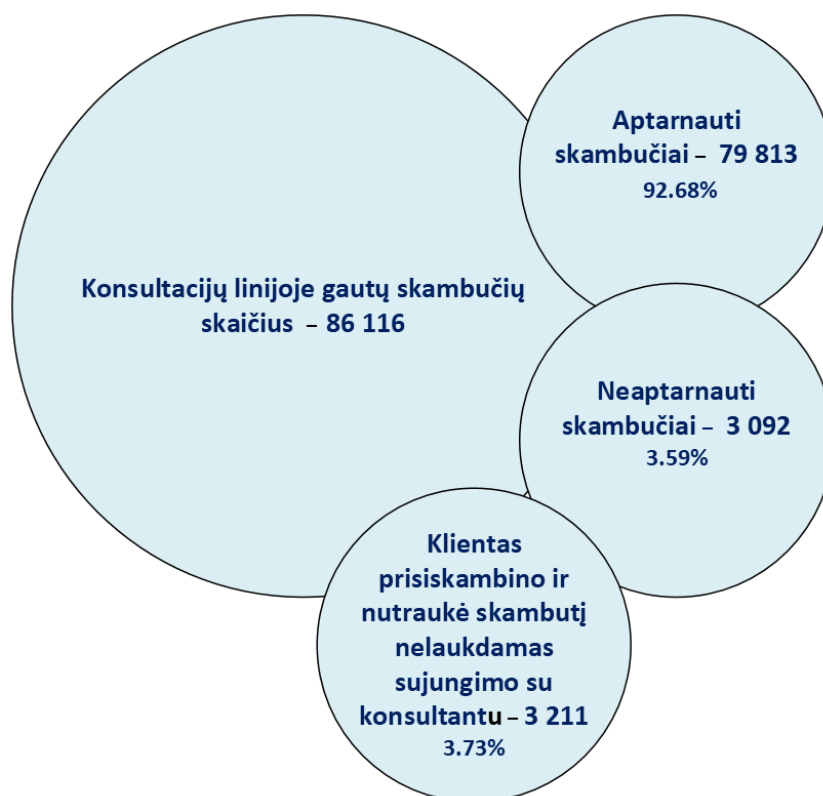 Konsultacijų linijoje gautų skambučių
skaičius – 86 116
Aptarnauti
skambučiai – 79 813
92.68%
Neaptarnauti
skambučiai – 3 092
3.59%
Klientas
prisiskambino ir
nutraukė skambutį
nelaukdamas
sujungimo su
konsultantu – 3 211
3.73%